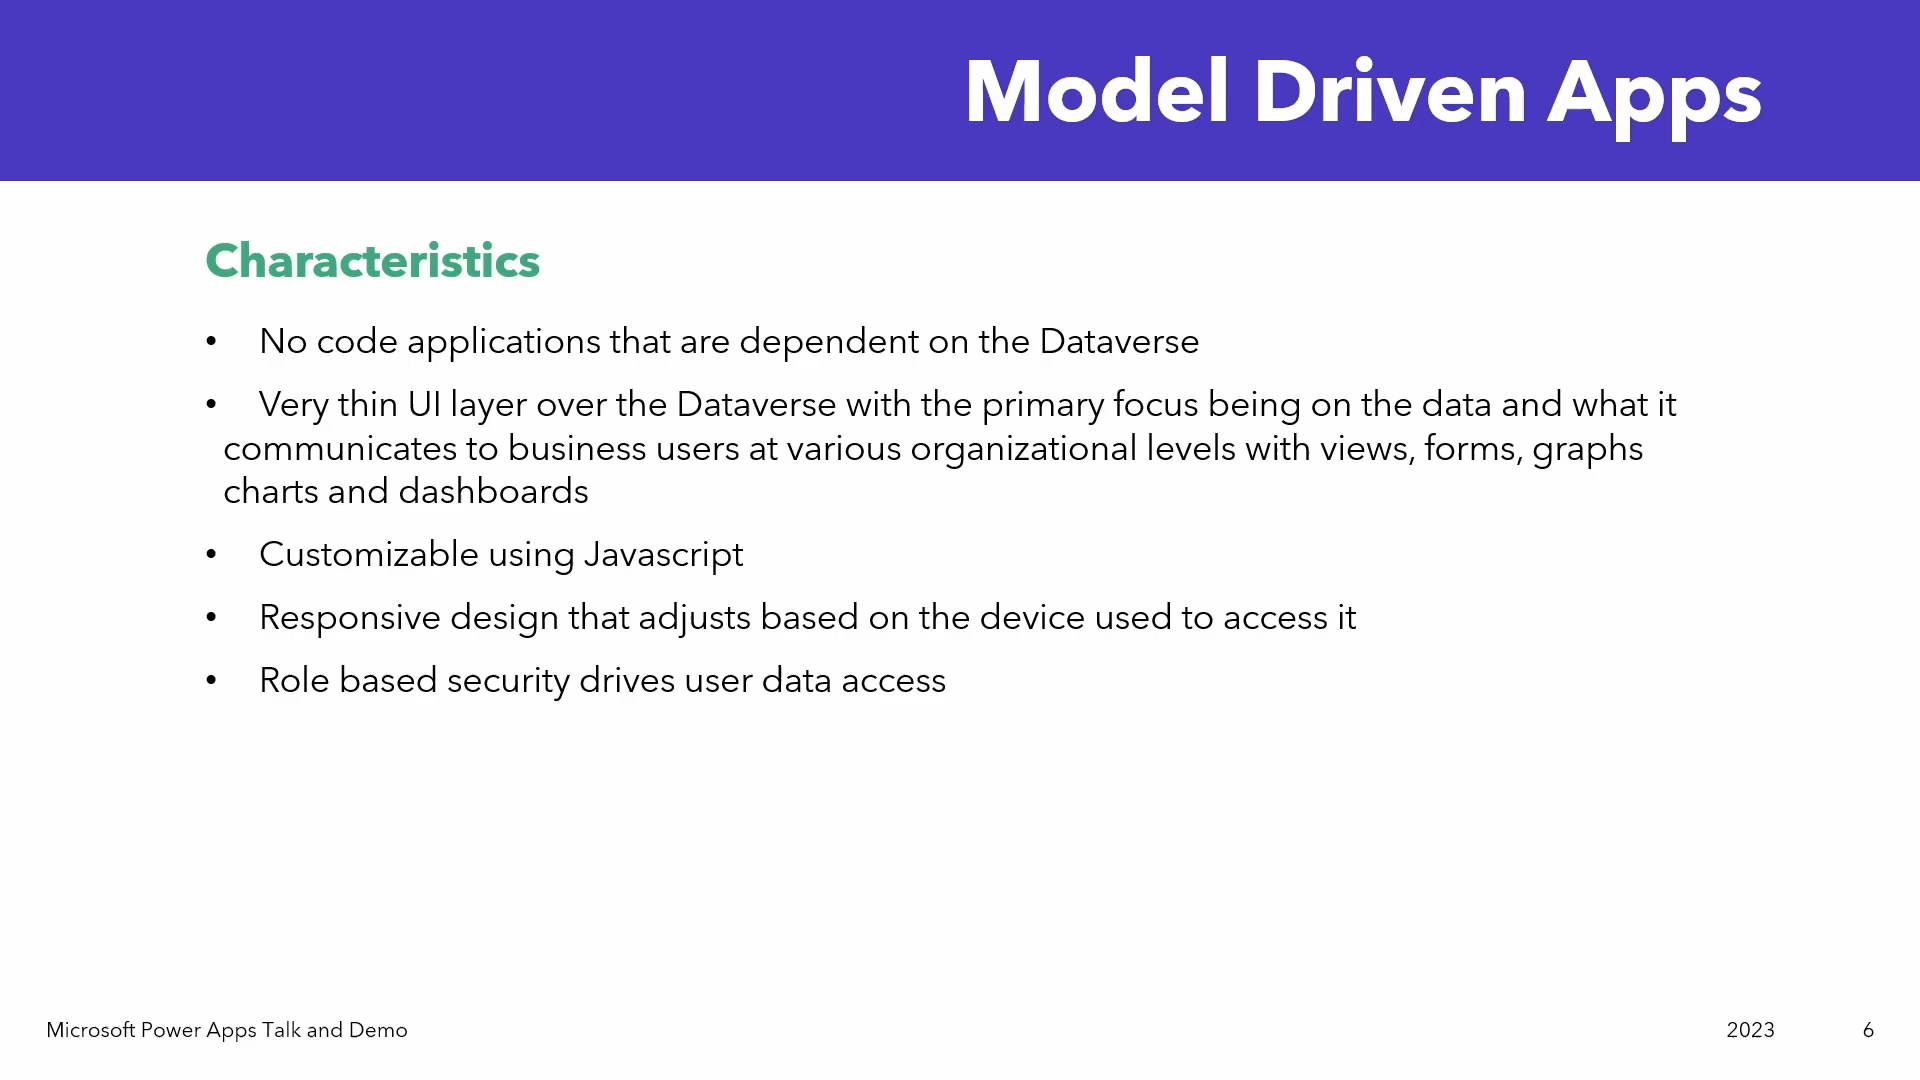 Model Driven Apps
Characteristics
• No code applications that are dependent on the Dataverse
• Very thin UI layer over the Dataverse with the primary focus being on the data and what it
communicates to business users at various organizational levels with views, forms, graphs
charts and dashboards
• Customizable using Javascript
• Responsive design that adjusts based on the device used to access it
• Role based security drives user data access
Microsoft Power Apps Talk and Demo
2023
6